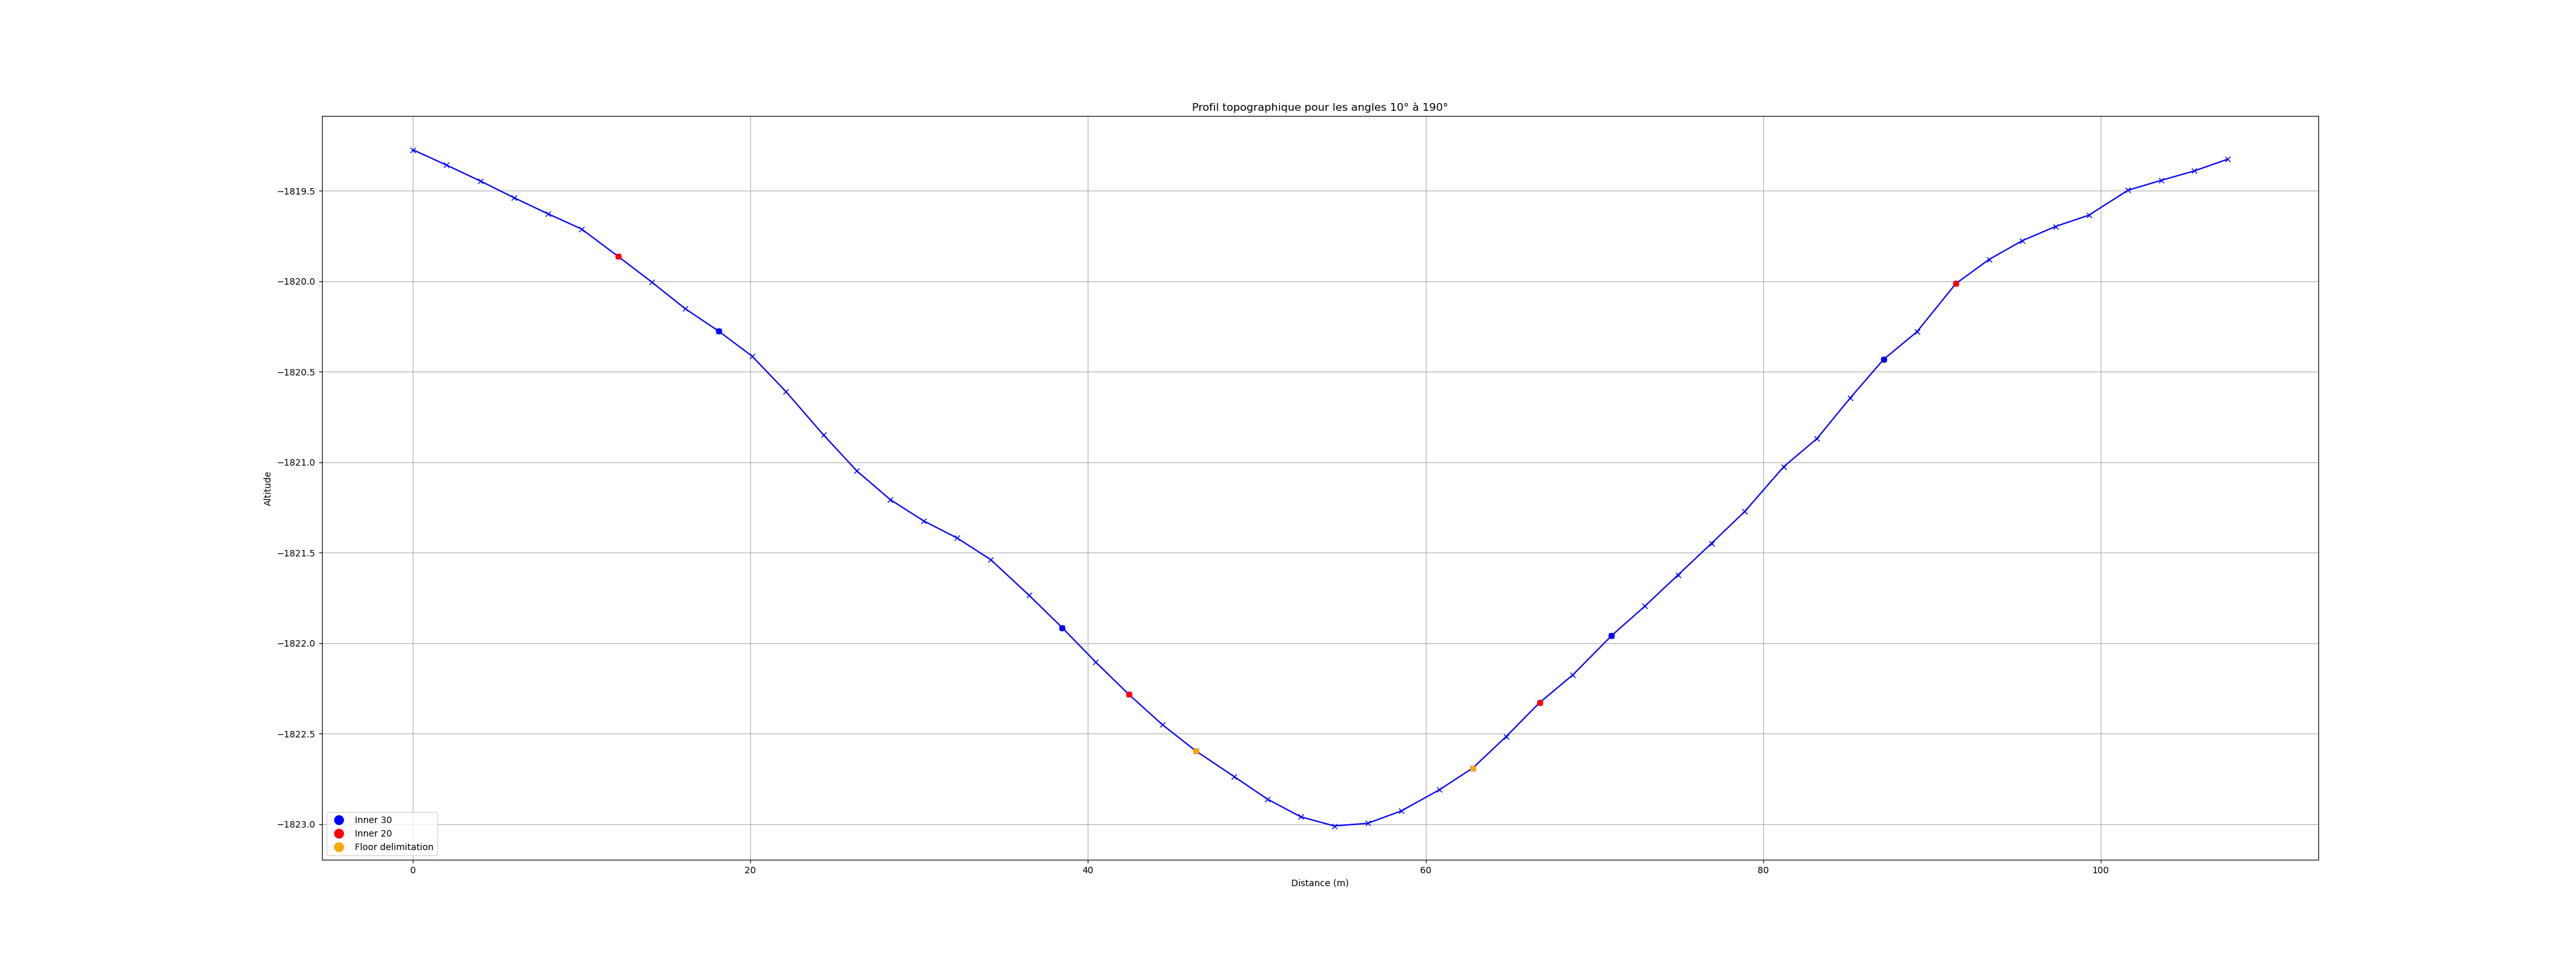 Profil topographique pour les angles 10° à 190°
Altitude
−1819.5
−1820.0
−1820.5
−1821.0
−1821.5
−1822.0
−1822.5
−1823.0
Inner 30
Inner 20
Floor delimitation
0 20 40 60 80 100
Distance (m)